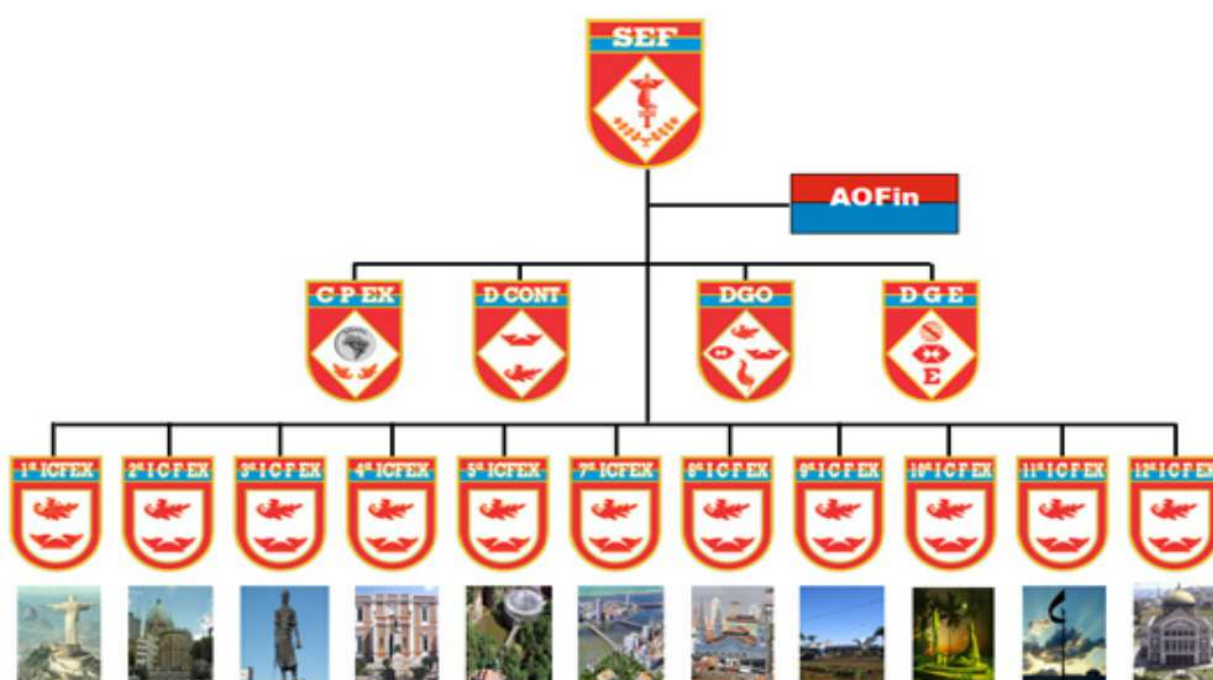 SEF
AOFin
C P EX
D CONT
DGO
D G E
E
1ª ICFEX
2ª I C F EX
3ª I C F EX
4ª ICFEX
5ª ICFEX
7ª ICFEX
8ª I C F EX
9ª I C F EX
10ª I C F EX
11ª I C F EX
12ª I C F EX